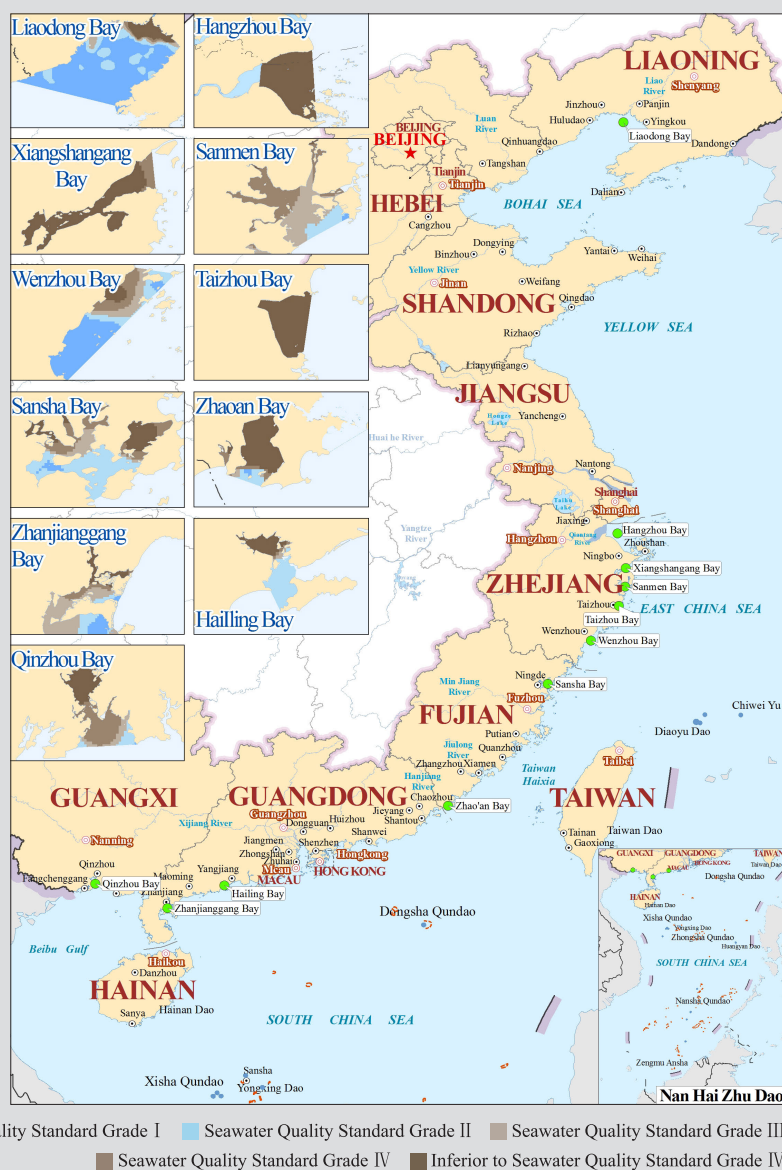 Liaodong Bay
Hangzhou Bay
Xiangshangang
Bay
Sanmen Bay
Wenzhou Bay
Taizhou Bay
Sansha Bay
Zhaoan Bay
Zhanjianggang
Bay
Hailling Bay
Qinzhou Bay
LIAONING
Liao
River
Shenyang
Jinzhou
Panjin
Huludao
Yingkou
Liaodong Bay
Dandong
Luan
River
BEIJING
BEIJING
Qinhuangdao
Tangshan
Tianjin
Tianjin
Dalian
HEBEI
BOHAI SEA
Cangzhou
Dongying
Binzhou
Yantai
Weihai
Yellow River
Jinan
Weifang
SHANDONG
Qingdao
Rizhao
YELLOW SEA
Lianyungang
JIANGSU
Hongze
Lake
Yancheng
Huai he River
Nanjing
Nantong
Shanghai
Shanghai
Taihu
Lake
Jiaxing
Yangtze
River
Hangzhou
Qiantang
River
Hangzhou Bay
Zhoushan
Ningbo
Xiangshangang Bay
ZHEJIANG
Sanmen Bay
Taizhou
EAST CHINA SEA
Taizhou Bay
Wenzhou
Wenzhou Bay
Ningde
Sansha Bay
Min Jiang
River
Fuzhou
FUJIAN
Chiwei Yu
Diaoyu Dao
Putian
Jiulong
River
Quanzhou
Zhangzhou
Xiamen
Taiwan
Haixia
Taibei
Hanjiang
River
GUANGXI
GUANGDONG
TAIWAN
Chaozhou
Zhao'an Bay
Jieyang
Shantou
Guangzhou
Xijiang River
Dongguan
Huizhou
Shanwei
Tainan
Taiwan Dao
Gaoxiong
Nanning
Jiangmen
Shenzhen
Zhongshan
Hongkong
Zhuhai
HONG KONG
MACAU
Qinzhou
Fangchenggang
Qinzhou Bay
Maoming
Yangjiang
Zhanjiang
Hailing Bay
Zhanjianggang Bay
Dongsha Qundao
Beibu Gulf
Haikou
Danzhou
HAINAN
Sanya
Hainan Dao
SOUTH CHINA SEA
Sansha
Xisha Qundao
Yongxing Dao
GUANGXI
GUANGDONG
TAIWAN
MACAU
HONGKONG
Taiwan Dao
Dongsha Qundao
HAINAN
Hainan Dao
Xisha Qundao
Yongxing Dao
Zhongsha Qundao
Huangyan Dao
SOUTH CHINA SEA
Nansha Qundao
Zengmu Ansha
Nan Hai Zhu Dao
lity Standard Grade Ⅰ
Seawater Quality Standard Grade Ⅱ
Seawater Quality Standard Grade Ⅲ
Seawater Quality Standard Grade Ⅳ
Inferior to Seawater Quality Standard Grade Ⅳ